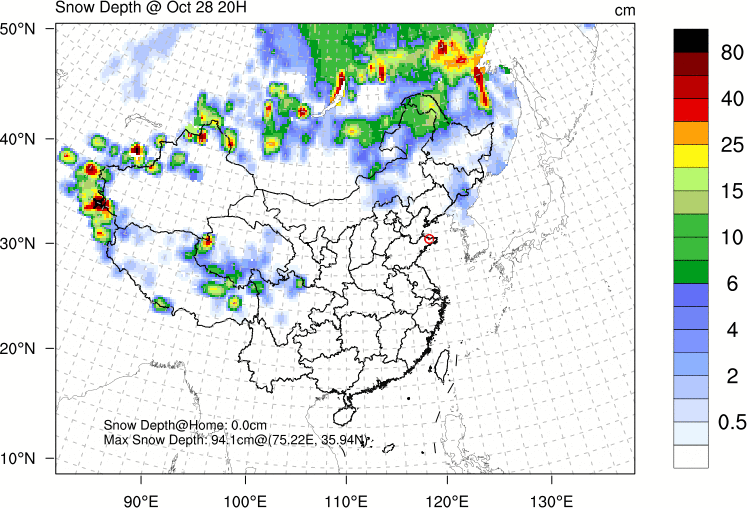 Snow Depth @ Oct 28 20H
cm
50°N
40°N
30°N
20°N
10°N
90°E 100°E 110°E 120°E 130°E
Snow Depth@Home: 0.0cm
Max Snow Depth: 94.1cm@(75.22E, 35.94N)
80
40
25
15
10
6
4
2
0.5